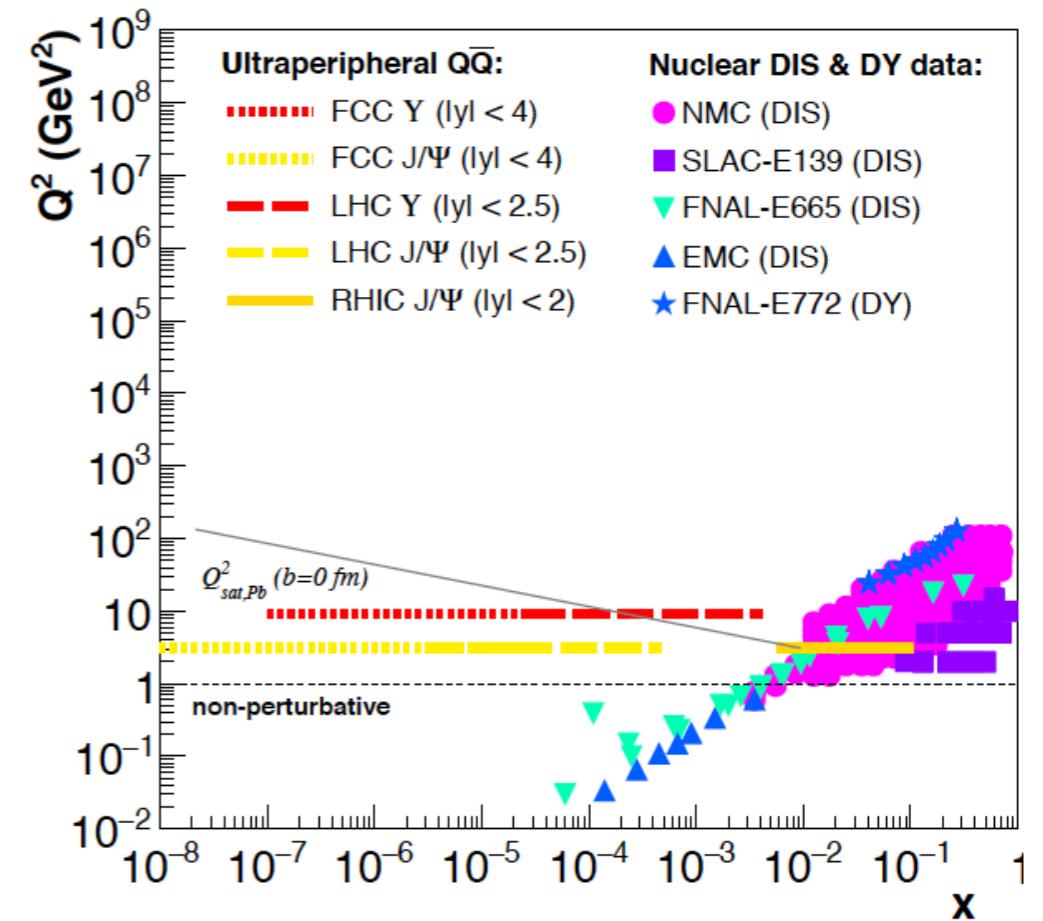 Q² (GeV²)
10⁹
10⁸
10⁷
10⁶
10⁵
10⁴
10³
10²
10
1
10⁻¹
10⁻²
Ultraperipheral QQ̅:
FCC Υ (|y| < 4)
FCC J/Ψ (|y| < 4)
LHC Υ (|y| < 2.5)
LHC J/Ψ (|y| < 2.5)
RHIC J/Ψ (|y| < 2)
Nuclear DIS & DY data:
NMC (DIS)
SLAC-E139 (DIS)
FNAL-E665 (DIS)
EMC (DIS)
FNAL-E772 (DY)
Q²sat,Pb (b=0 fm)
non-perturbative
10⁻⁸ 10⁻⁷ 10⁻⁶ 10⁻⁵ 10⁻⁴ 10⁻³ 10⁻² 10⁻¹ 1
x